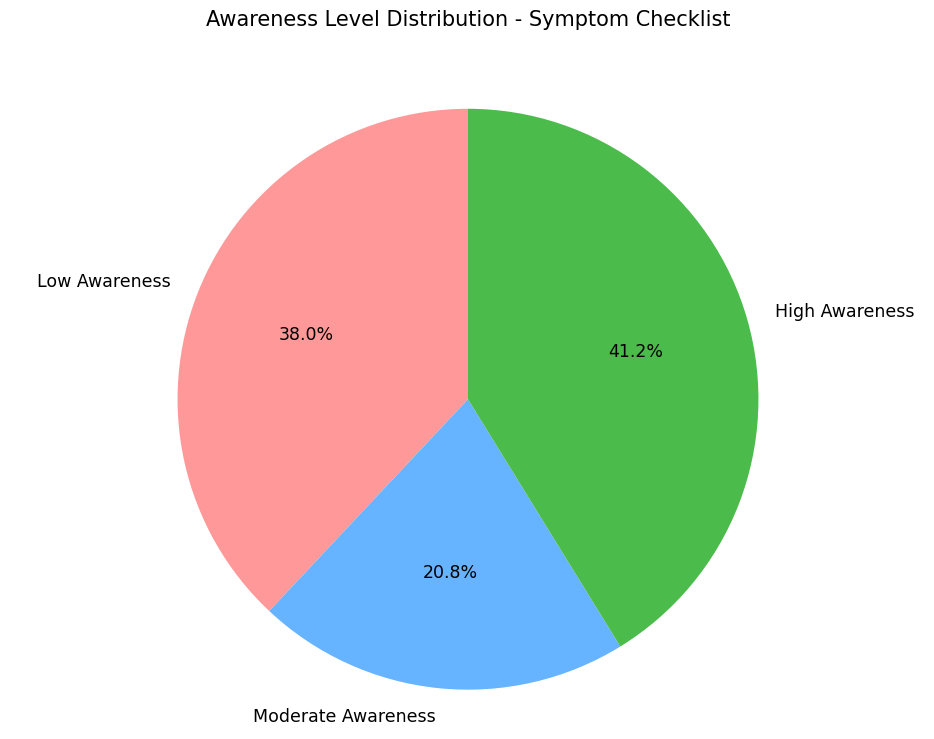 Awareness Level Distribution - Symptom Checklist
Low Awareness
High Awareness
38.0%
41.2%
20.8%
Moderate Awareness